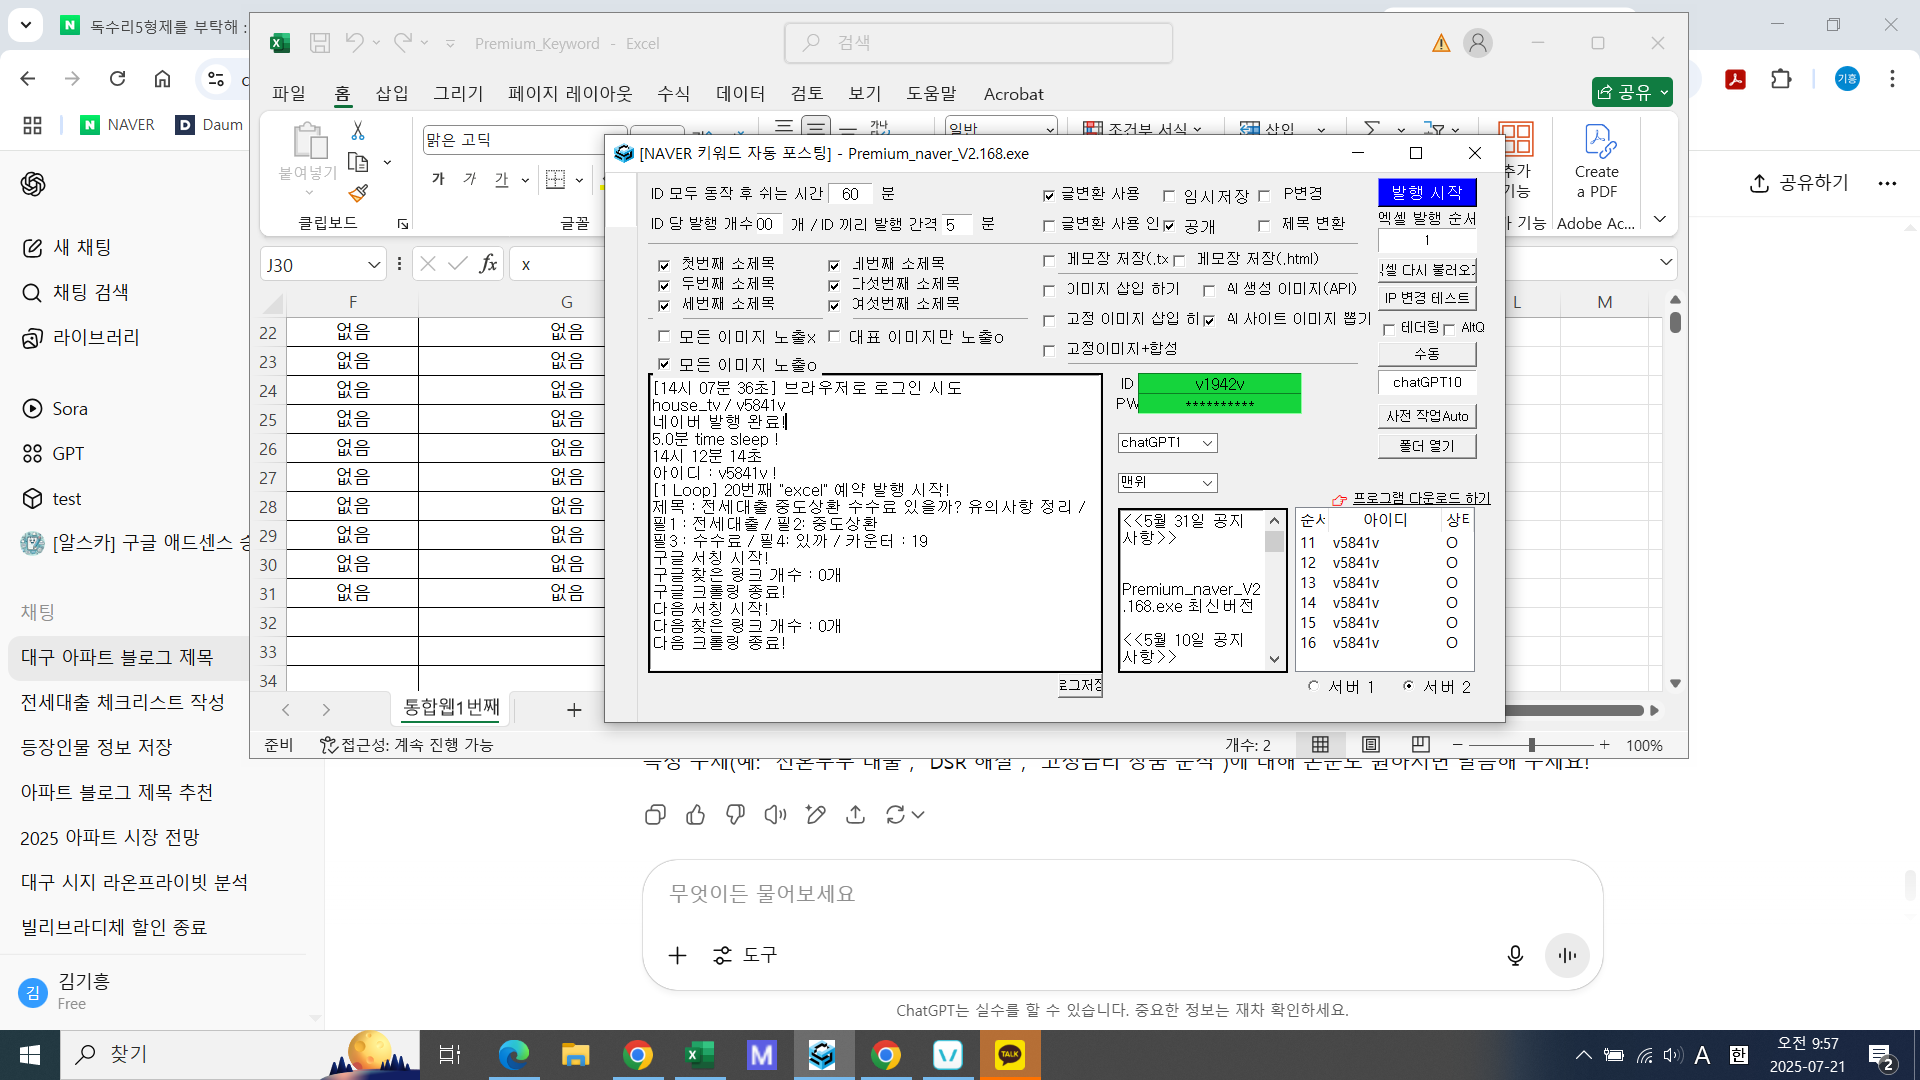 독수리5형제를 부탁해 :
NAVER
Daum
새 채팅
채팅 검색
라이브러리
Sora
GPT
test
[알스카] 구글 애드센스 승
채팅
대구 아파트 블로그 제목
전세대출 체크리스트 작성
등장인물 정보 저장
아파트 블로그 제목 추천
2025 아파트 시장 전망
대구 시지 라온프라이빗 분석
빌리브라디체 할인 종료
김
김기흥
Free
Premium_Keyword - Excel
검색
파일 홈 삽입 그리기 페이지 레이아웃 수식 데이터 검토 보기 도움말 Acrobat
공유
붙여넣기
클립보드
맑은 고딕
가 가 가
글꼴
일반
조건부 서식
삽입
Create
a PDF
Adobe Ac...
J30
fx
x
F G L M
22 없음 없음
23 없음 없음
24 없음 없음
25 없음 없음
26 없음 없음
27 없음 없음
28 없음 없음
29 없음 없음
30 없음 없음
31 없음 없음
32
33
34
통합웹1번째
준비
접근성: 계속 진행 가능
개수: 2
100%
[NAVER 키워드 자동 포스팅] - Premium_naver_V2.168.exe
ID 모두 동작 후 쉬는 시간 60 분
ID 당 발행 개수 00 개 / ID 끼리 발행 간격 5 분
글변환 사용
임시저장
P변경
글변환 사용 인
공개
제목 변환
첫번째 소제목
네번째 소제목
두번째 소제목
다섯번째 소제목
세번째 소제목
여섯번째 소제목
모든 이미지 노출x
대표 이미지만 노출o
모든 이미지 노출o
메모장 저장(.tx
메모장 저장(.html)
이미지 삽입 하기
AI 생성 이미지(API)
고정 이미지 삽입 히
AI 사이트 이미지 뽑기
고정이미지+합성
발행 시작
엑셀 발행 순서
1
IP 변경 테스트
테더링
AltQ
수동
chatGPT10
사전 작업Auto
폴더 열기
[14시 07분 36초] 브라우저로 로그인 시도
house_tv / v5841v
네이버 발행 완료!
5.0분 time sleep !
14시 12분 14초
아이디 : v5841v !
[1 Loop] 20번째 "excel" 예약 발행 시작!
제목 : 전세대출 중도상환 수수료 있을까? 유의사항 정리 /
필1 : 전세대출 / 필2: 중도상환
필3 : 수수료 / 필4: 있까 / 카운터 : 19
구글 서칭 시작!
구글 찾은 링크 개수 : 0개
구글 크롤링 종료!
다음 서칭 시작!
다음 찾은 링크 개수 : 0개
다음 크롤링 종료!
로그저장
ID v1942v
PW **********
chatGPT1
맨위
프로그램 다운로드 하기
<<5월 31일 공지
사항>>
Premium_naver_V2
.168.exe 최신버전
<<5월 10일 공지
사항>>
순서 아이디 상태
11 v5841v O
12 v5841v O
13 v5841v O
14 v5841v O
15 v5841v O
16 v5841v O
서버 1
서버 2
기흥
공유하기
무엇이든 물어보세요
도구
ChatGPT는 실수를 할 수 있습니다. 중요한 정보는 재차 확인하세요.
찾기
M
TALK
A
한
오전 9:57
2025-07-21
2